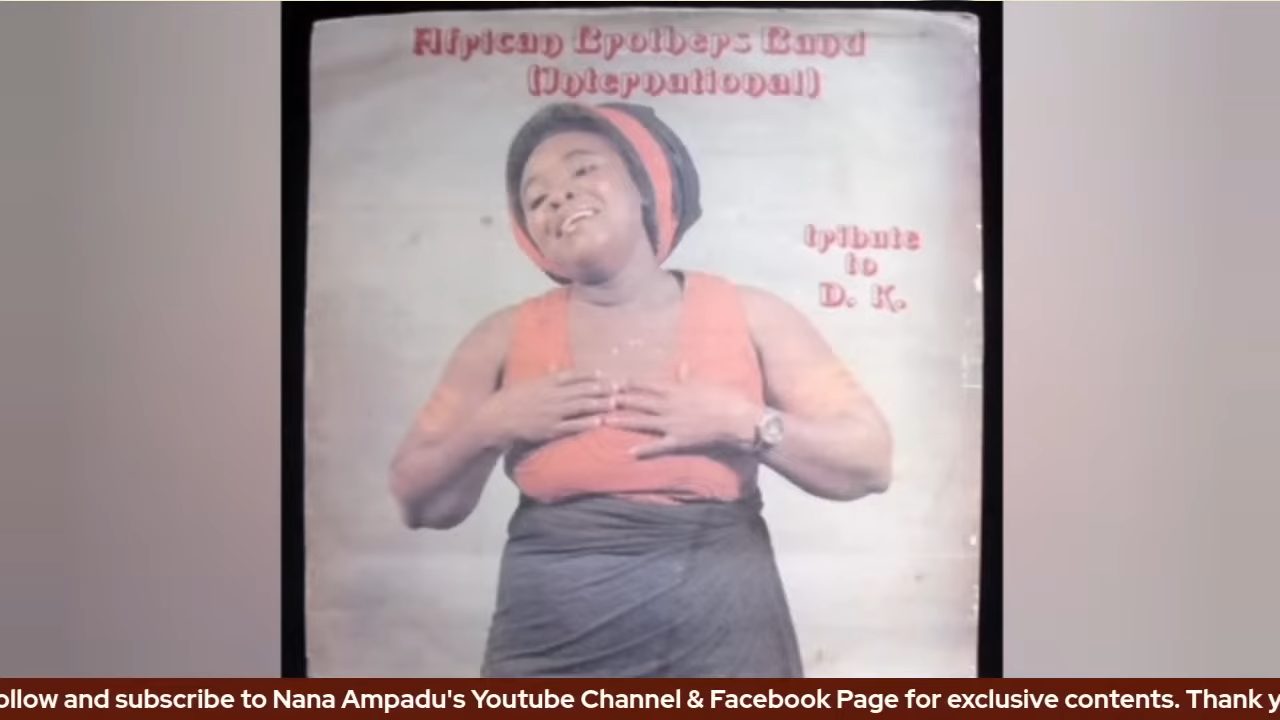 African Brothers Band
(International)
tribute
to
D. K.
ollow and subscribe to Nana Ampadu's Youtube Channel & Facebook Page for exclusive contents. Thank y